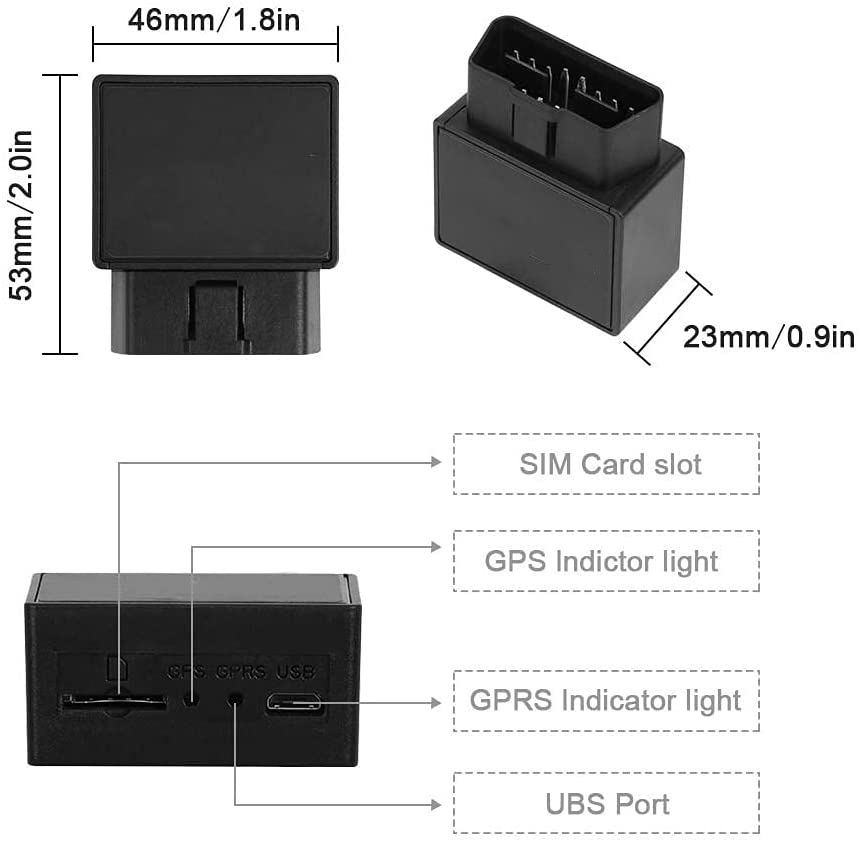 46mm/1.8in
53mm/2.0in
23mm/0.9in
SIM Card slot
GPS Indictor light
GPS GPRS USB
GPRS Indicator light
UBS Port